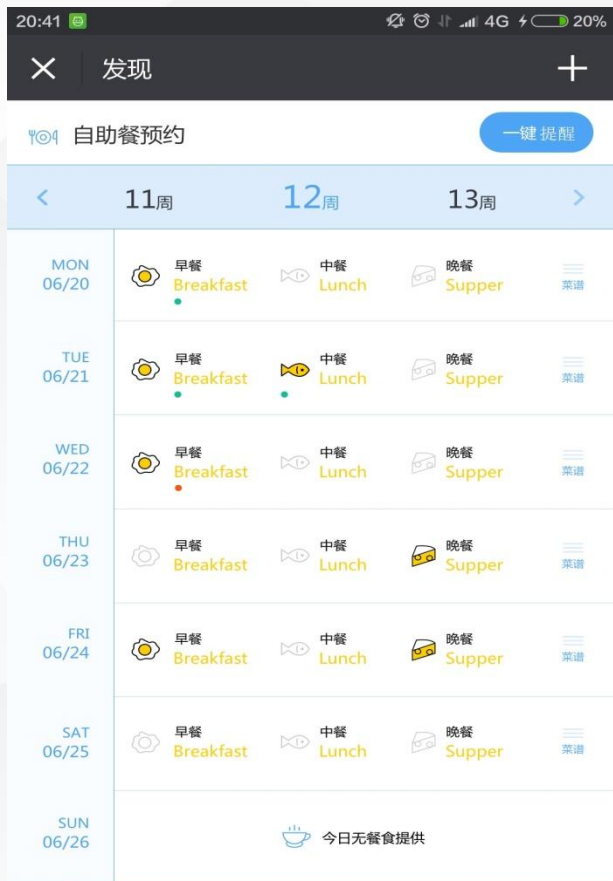 20:41 4G 20%
发现
自助餐预约 一键提醒
11周 12周 13周
MON 早餐 中餐 晚餐
06/20 Breakfast Lunch Supper 菜谱
TUE 早餐 中餐 晚餐
06/21 Breakfast Lunch Supper 菜谱
WED 早餐 中餐 晚餐
06/22 Breakfast Lunch Supper 菜谱
THU 早餐 中餐 晚餐
06/23 Breakfast Lunch Supper 菜谱
FRI 早餐 中餐 晚餐
06/24 Breakfast Lunch Supper 菜谱
SAT 早餐 中餐 晚餐
06/25 Breakfast Lunch Supper 菜谱
SUN
06/26 今日无餐食提供